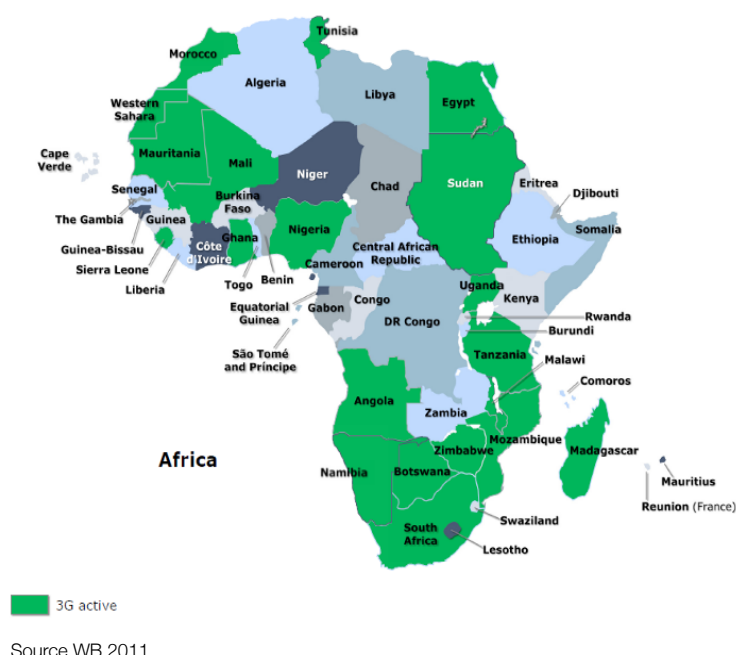 Tunisia
Morocco
Algeria
Libya
Egypt
Western
Sahara
Cape
Verde
Mauritania
Mali
Niger
Chad
Sudan
Eritrea
Djibouti
Senegal
Burkina
Faso
The Gambia
Guinea
Nigeria
Somalia
Ghana
Côte
d'Ivoire
Ethiopia
Central African
Republic
Guinea-Bissau
Sierra Leone
Cameroon
Liberia
Togo
Benin
Uganda
Kenya
Equatorial
Guinea
Gabon
Congo
DR Congo
Rwanda
Burundi
São Tomé
and Príncipe
Tanzania
Malawi
Comoros
Angola
Zambia
Mozambique
Madagascar
Zimbabwe
Africa
Namibia
Botswana
Mauritius
Reunion (France)
Swaziland
South
Africa
Lesotho
3G active
Source WB 2011